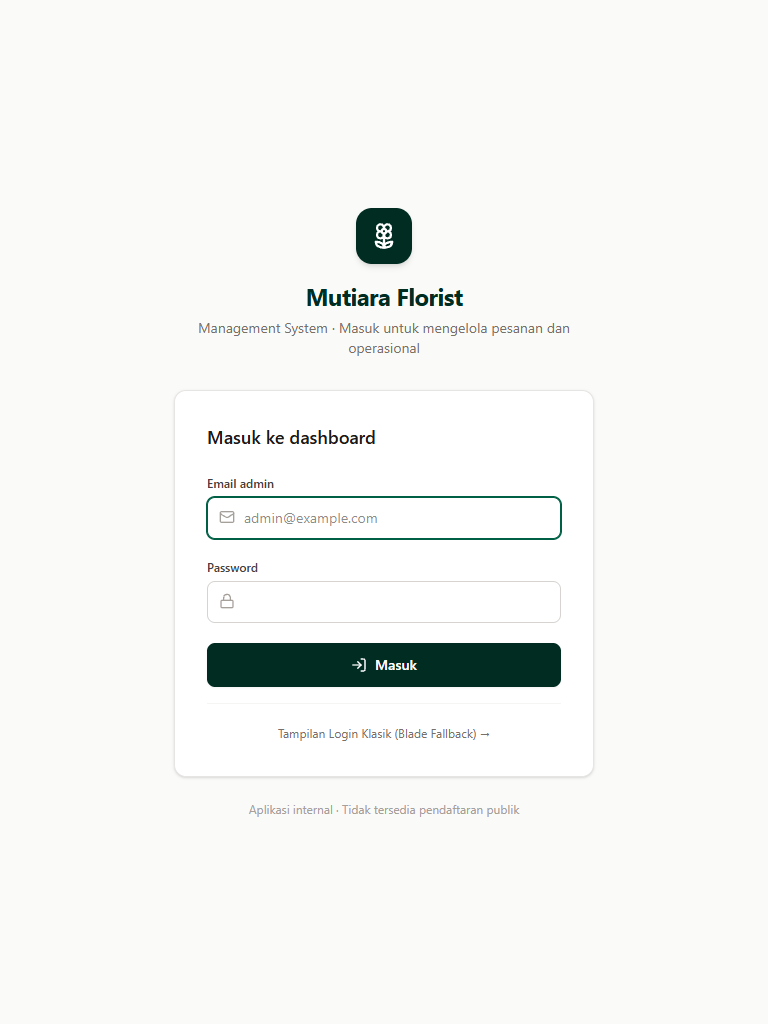 Mutiara Florist
Management System · Masuk untuk mengelola pesanan dan
operasional
Masuk ke dashboard
Email admin
admin@example.com
Password
Masuk
Tampilan Login Klasik (Blade Fallback) →
Aplikasi internal · Tidak tersedia pendaftaran publik